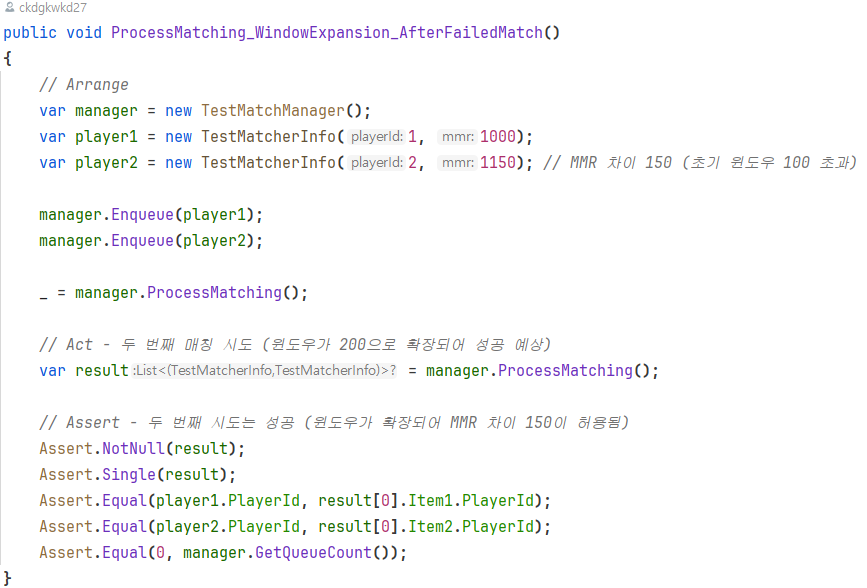 ckdgkwkd27
public void ProcessMatching_WindowExpansion_AfterFailedMatch()
{
// Arrange
var manager = new TestMatchManager();
var player1 = new TestMatcherInfo( playerId: 1, mmr: 1000);
var player2 = new TestMatcherInfo( playerId: 2, mmr: 1150); // MMR 차이 150 (초기 윈도우 100 초과)
manager.Enqueue(player1);
manager.Enqueue(player2);
_ = manager.ProcessMatching();
// Act - 두 번째 매칭 시도 (윈도우가 200으로 확장되어 성공 예상)
var result :List<(TestMatcherInfo,TestMatcherInfo)>? = manager.ProcessMatching();
// Assert - 두 번째 시도는 성공 (윈도우가 확장되어 MMR 차이 150이 허용됨)
Assert.NotNull(result);
Assert.Single(result);
Assert.Equal(player1.PlayerId, result[0].Item1.PlayerId);
Assert.Equal(player2.PlayerId, result[0].Item2.PlayerId);
Assert.Equal(0, manager.GetQueueCount());
}